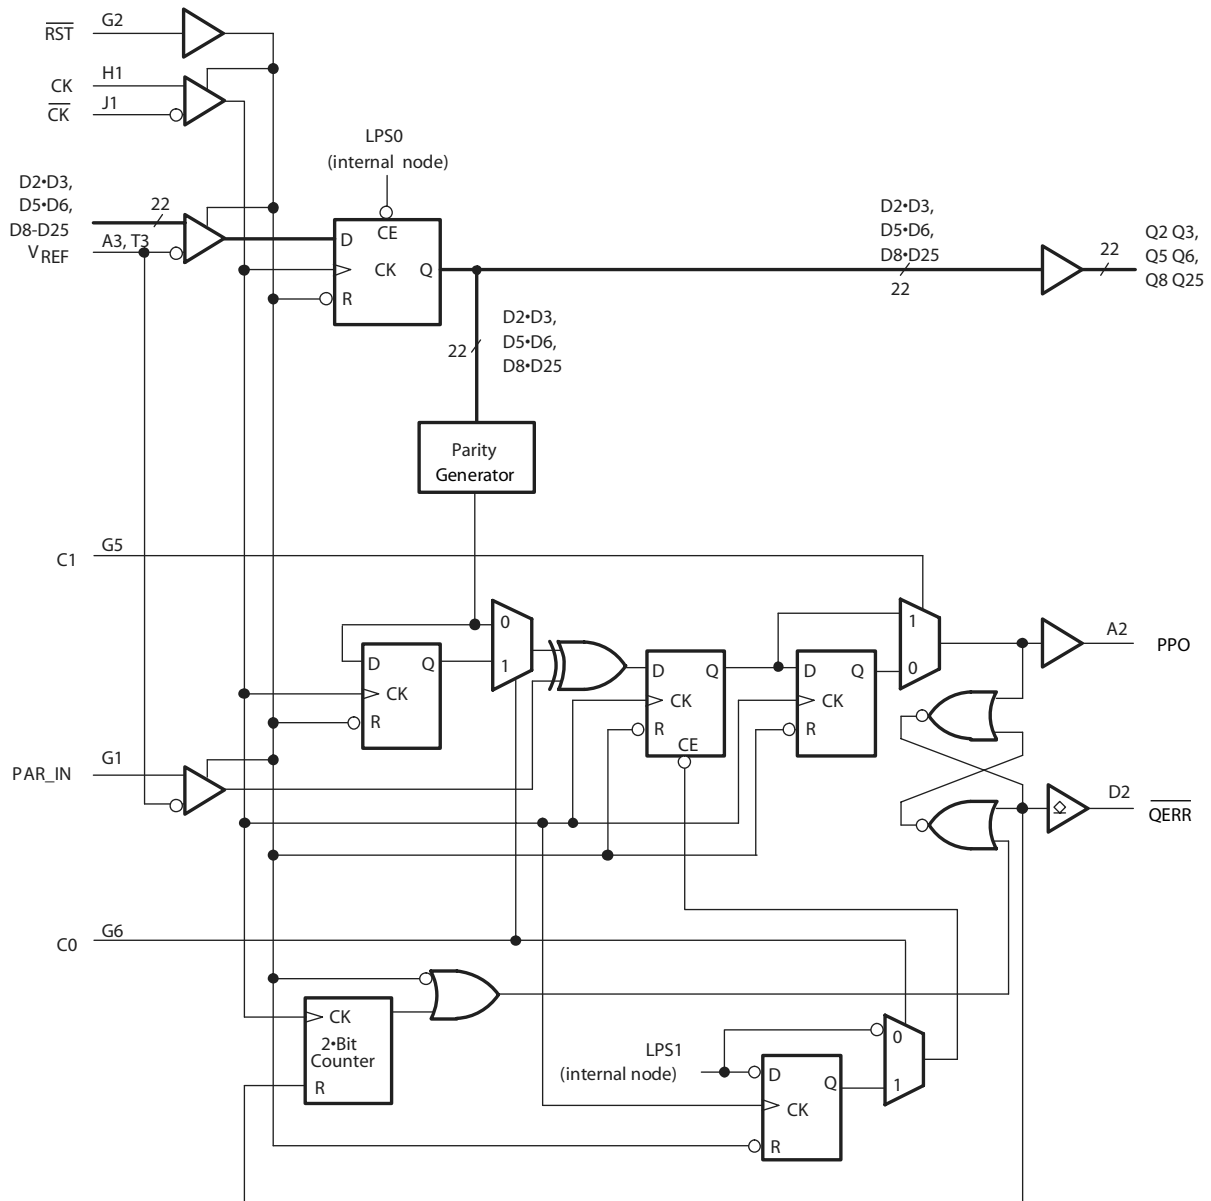 RST
G2
CK
H1
CK
J1
LPS0
(internal node)
D2•D3,
D5•D6,
D8-D25
22
VREF
A3, T3
D
CE
CK
Q
R
D2•D3,
D5•D6,
D8•D25
22
22
Q2 Q3,
Q5 Q6,
Q8 Q25
22
D2•D3,
D5•D6,
D8•D25
Parity
Generator
C1
G5
0
1
D
Q
CK
R
D
Q
CK
R
CE
D
Q
CK
R
1
0
A2
PPO
PAR_IN
G1
D2
QERR
C0
G6
CK
2•Bit
Counter
R
LPS1
(internal node)
D
Q
CK
R
0
1